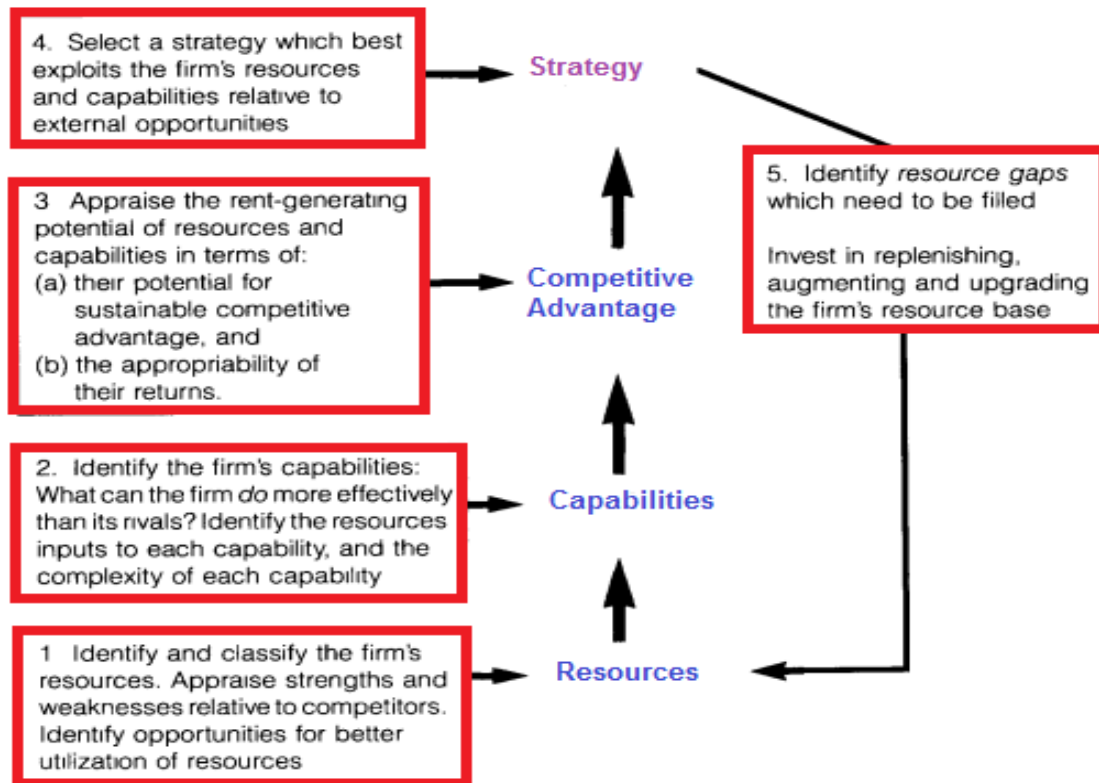 4. Select a strategy which best
exploits the firm's resources
and capabilities relative to
external opportunities
Strategy
5. Identify resource gaps
which need to be filled
Invest in replenishing,
augmenting and upgrading
the firm's resource base
3 Appraise the rent-generating
potential of resources and
capabilities in terms of:
(a) their potential for
sustainable competitive
advantage, and
(b) the appropriability of
their returns.
Competitive
Advantage
2. Identify the firm's capabilities:
What can the firm do more effectively
than its rivals? Identify the resources
inputs to each capability, and the
complexity of each capability
Capabilities
1 Identify and classify the firm's
resources. Appraise strengths and
weaknesses relative to competitors.
Identify opportunities for better
utilization of resources
Resources